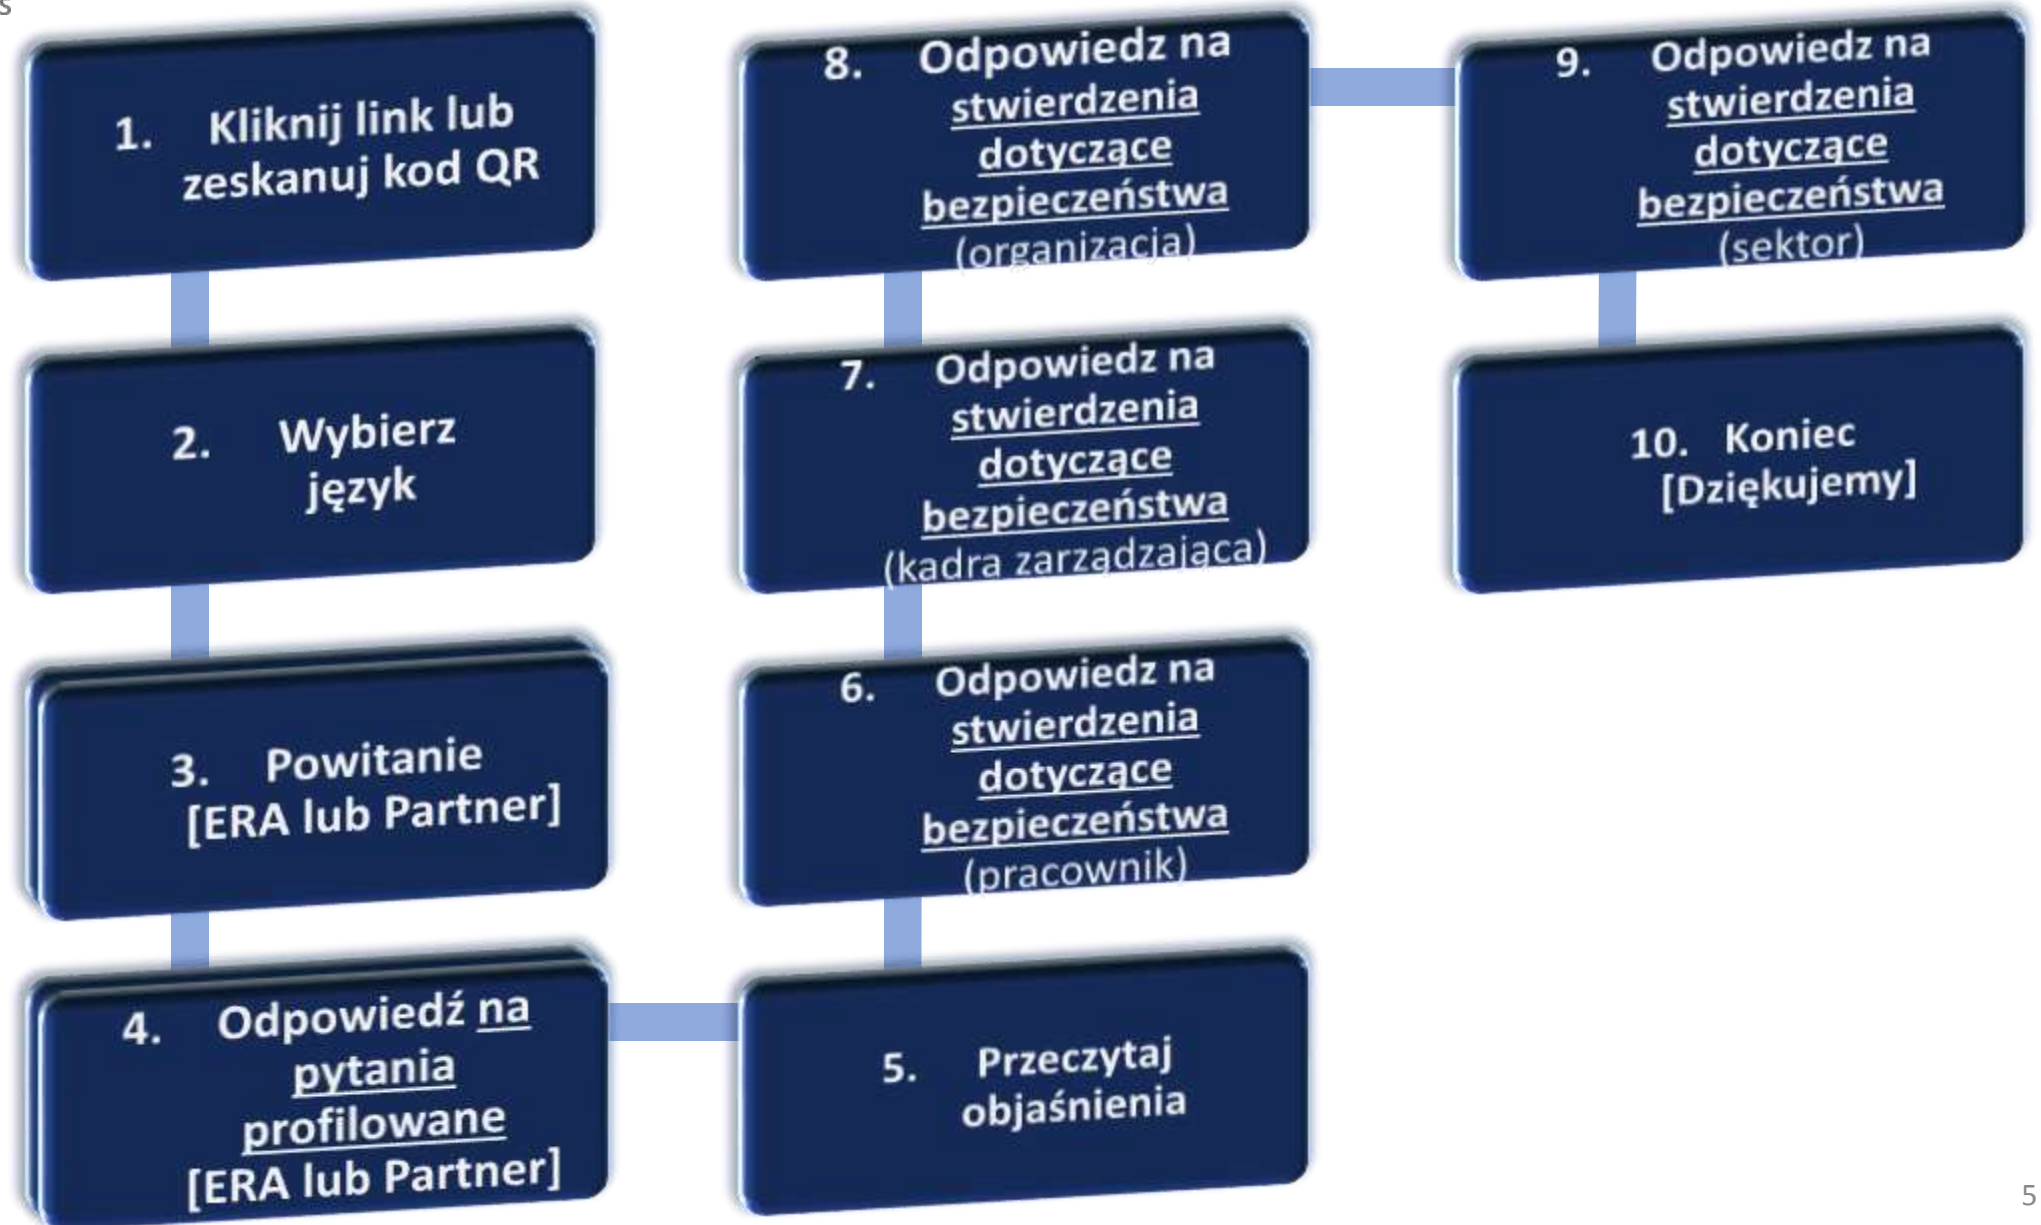 s
1. Kliknij link lub
zeskanuj kod QR
2. Wybierz
język
3. Powitanie
[ERA lub Partner]
4. Odpowiedź na
pytania
profilowane
[ERA lub Partner]
5. Przeczytaj
objaśnienia
6. Odpowiedz na
stwierdzenia
dotyczące
bezpieczeństwa
(pracownik)
7. Odpowiedz na
stwierdzenia
dotyczące
bezpieczeństwa
(kadra zarządzająca)
8. Odpowiedz na
stwierdzenia
dotyczące
bezpieczeństwa
(organizacja)
9. Odpowiedz na
stwierdzenia
dotyczące
bezpieczeństwa
(sektor)
10. Koniec
[Dziękujemy]
5